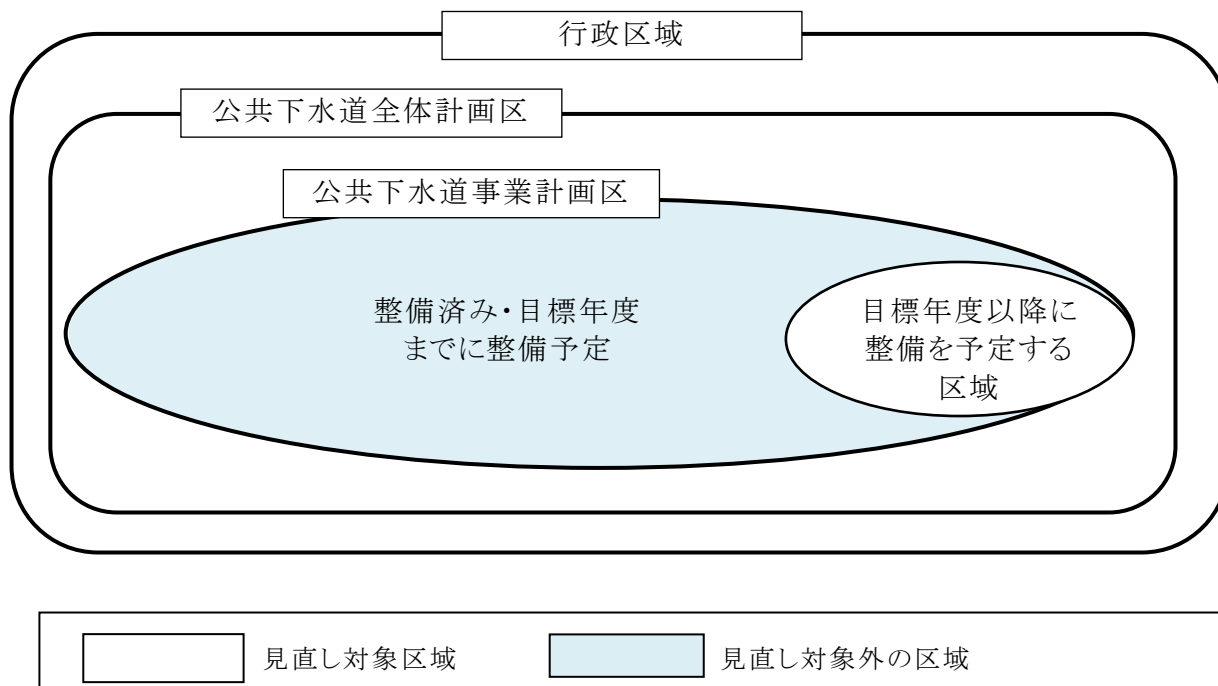 行政区域
公共下水道全体計画区
公共下水道事業計画区
整備済み・目標年度
までに整備予定
目標年度以降に
整備を予定する
区域
見直し対象区域
見直し対象外の区域